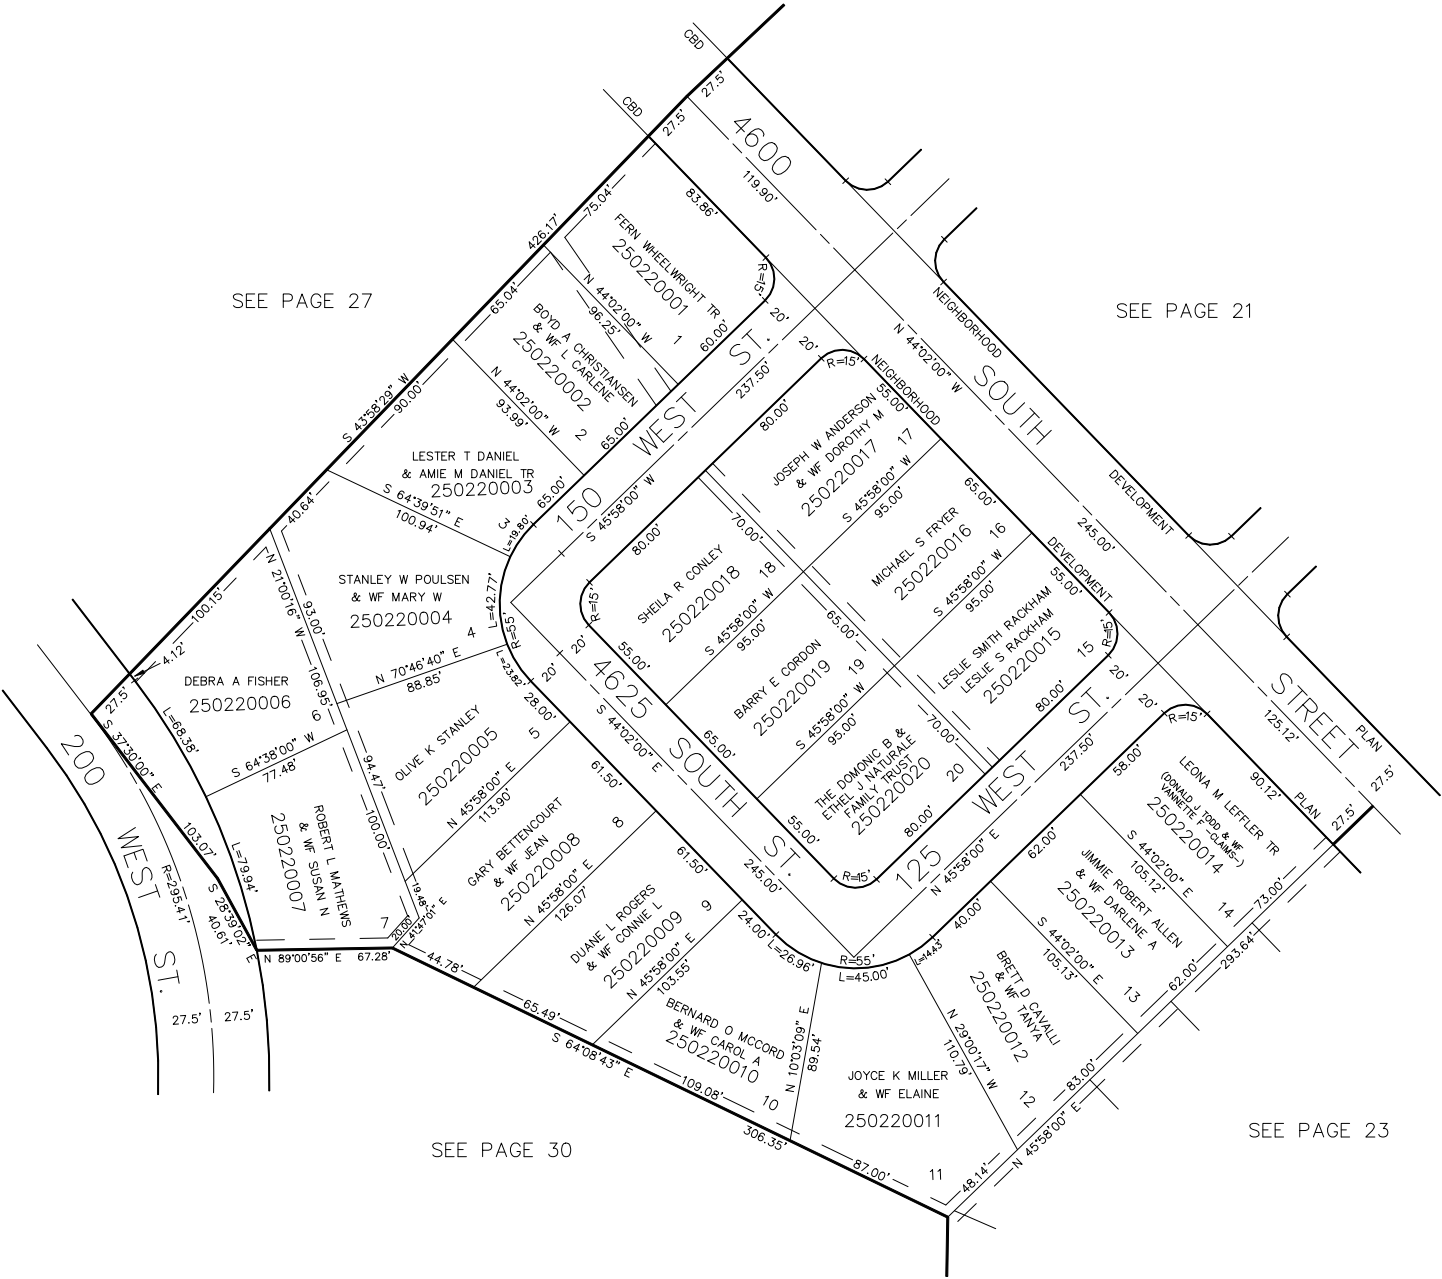 CBD
27.5'
CBD
27.5'
4600
119.90'
SEE PAGE 27
SEE PAGE 21
SEE PAGE 30
SEE PAGE 23
426.17'
S 43°58'29" W
75.04'
83.86'
FERN WHEELWRIGHT TR
250220001
1
R=15'
N 44°02'00" W
96.25'
60.00'
20'
20'
65.04'
BOYD A CHRISTIANSEN
& WF L CARLENE
250220002
2
N 44°02'00" W
93.99'
65.00'
90.00'
LESTER T DANIEL
& AMIE M DANIEL TR
250220003
3
S 64°39'51" E
100.94'
65.00'
L=19.80'
40.64'
STANLEY W POULSEN
& WF MARY W
250220004
4
L=42.77'
R=55'
N 21°00'16" W
93.00'
106.95'
N 70°46'40" E
88.85'
L=23.82'
100.15'
4.12'
27.5'
DEBRA A FISHER
250220006
6
L=68.38'
S 37°30'00" E
103.07'
S 64°38'00" W
77.48'
OLIVE K STANLEY
250220005
5
28.00'
94.47'
N 45°58'00" E
113.90'
200
WEST
ST.
R=295.41'
L=79.94'
S 28°39'02" E
40.61'
27.5'
27.5'
ROBERT L MATHEWS
& WF SUSAN N
250220007
7
100.00'
19.48'
20.00'
N 41°47'01" E
N 89°00'56" E
67.28'
44.78'
GARY BETTENCOURT
& WF JEAN
250220008
8
61.50'
N 45°58'00" E
126.07'
65.49'
S 64°08'43" E
DUANE L ROGERS
& WF CONNIE L
250220009
9
61.50'
N 45°58'00" E
103.55'
109.08'
306.35'
BERNARD O MCCORD
& WF CAROL A
250220010
10
24.00'
L=26.96'
N 10°03'09" E
89.54'
JOYCE K MILLER
& WF ELAINE
250220011
11
R=55'
L=45.00'
87.00'
48.14'
N 45°58'00" E
L=14.43'
40.00'
BRETT D CAVALLI
& WF TANYA
250220012
12
N 29°00'17" W
110.79'
83.00'
JIMMIE ROBERT ALLEN
& WF DARLENE A
250220013
13
62.00'
S 44°02'00" E
105.13'
62.00'
LEONA M LEFFLER TR
(DONALD J TODD & WF
VANNETTE F -CLAIMS-)
250220014
14
58.00'
S 44°02'00" E
105.12'
73.00'
293.64'
90.12'
R=15'
150
WEST
ST.
237.50'
S 45°58'00" W
R=15'
80.00'
80.00'
R=15'
20'
20'
NEIGHBORHOOD
55.00'
JOSEPH W ANDERSON
& WF DOROTHY M
250220017
17
S 45°58'00" W
95.00'
65.00'
MICHAEL S FRYER
250220016
16
S 45°58'00" W
95.00'
DEVELOPMENT
55.00'
LESLIE SMITH RACKHAM
LESLIE S RACKHAM
250220015
15
R=15'
80.00'
70.00'
SHEILA R CONLEY
250220018
18
S 45°58'00" W
95.00'
55.00'
65.00'
BARRY E CORDON
250220019
19
S 45°58'00" W
95.00'
65.00'
70.00'
THE DOMONIC B &
ETHEL J NATURALE
FAMILY TRUST
250220020
20
55.00'
R=15'
80.00'
4625
SOUTH
ST.
S 44°02'00" E
245.00'
125
WEST
ST.
N 45°58'00" E
237.50'
20'
20'
N 44°02'00" W
SOUTH
STREET
245.00'
125.12'
NEIGHBORHOOD
DEVELOPMENT
PLAN
PLAN
27.5'
27.5'